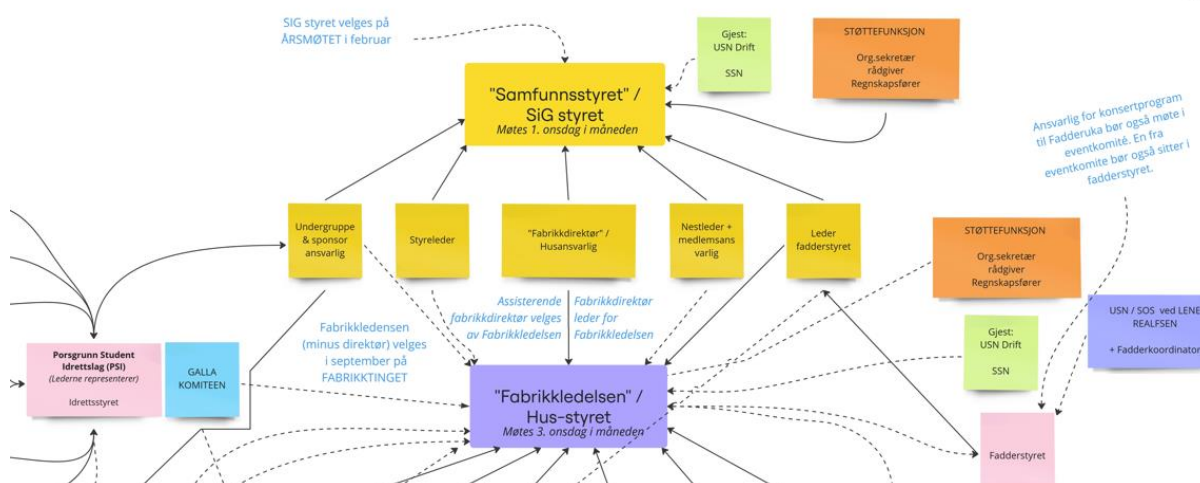 SIG styret velges på
ÅRSMØTET i februar
Gjest:
USN Drift
SSN
STØTTEFUNKSJON
Org.sekretær
rådgiver
Regnskapsfører
"Samfunnsstyret" /
SiG styret
Møtes 1. onsdag i måneden
Ansvarlig for konsertprogram
til Fadderuka bør også møte i
eventkomité. En fra
eventkomite bør også sitter i
fadderstyret.
Undergruppe
& sponsor
ansvarlig
Styreleder
"Fabrikkdirektør" /
Husansvarlig
Nestleder +
medlemsans
varlig
Leder
fadderstyret
STØTTEFUNKSJON
Org.sekretær
rådgiver
Regnskapsfører
Assisterende
fabrikkdirektør velges
av Fabrikkledelsen
Fabrikkdirektør
leder for
Fabrikkledelsen
Fabrikkledensen
(minus direktør) velges
i september på
FABRIKKTINGET
USN / SOS ved LENE
REALFSEN
+ Fadderkoordinator
Gjest:
USN Drift
SSN
Porsgrunn Student
Idrettslag (PSI)
(Lederne representerer)
Idrettsstyret
GALLA
KOMITEEN
"Fabrikkledelsen" /
Hus-styret
Møtes 3. onsdag i måneden
Fadderstyret